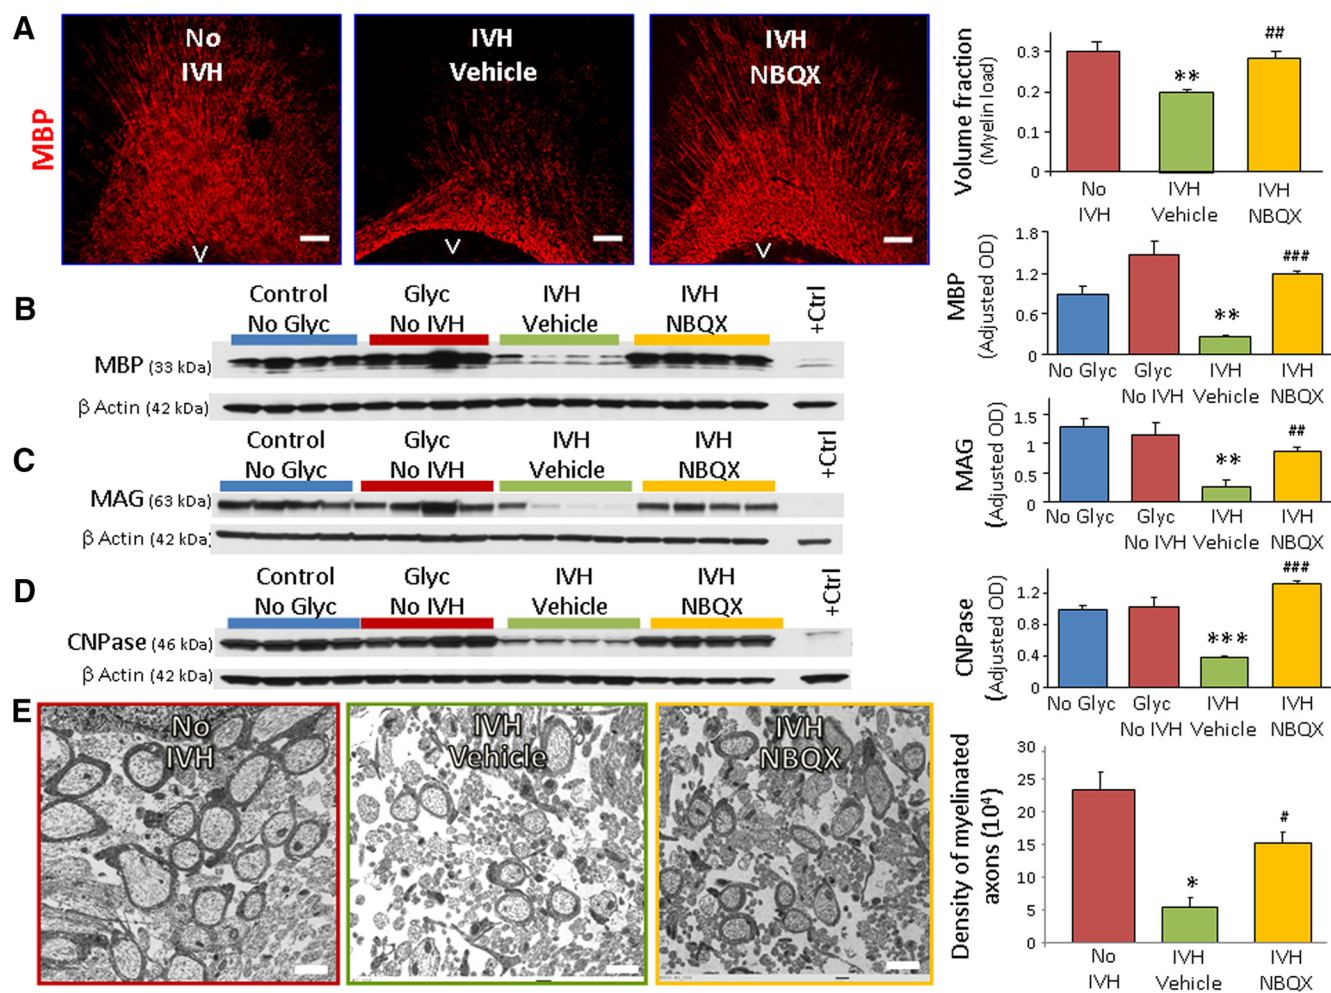 A
MBP
No
IVH
V
IVH
Vehicle
V
IVH
NBQX
V
Volume fraction
(Myelin load)
0.3
0.2
0.1
0
**
##
No
IVH
IVH
Vehicle
IVH
NBQX
B
Control
No Glyc
Glyc
No IVH
IVH
Vehicle
IVH
NBQX
+Ctrl
MBP (33 kDa)
β Actin (42 kDa)
MBP
(Adjusted OD)
1.8
1.2
0.6
0
**
###
No Glyc
Glyc
No IVH
IVH
Vehicle
IVH
NBQX
C
Control
No Glyc
Glyc
No IVH
IVH
Vehicle
IVH
NBQX
+Ctrl
MAG (63 kDa)
β Actin (42 kDa)
MAG
(Adjusted OD)
1.5
1
0.5
0
**
##
No Glyc
Glyc
No IVH
IVH
Vehicle
IVH
NBQX
D
Control
No Glyc
Glyc
No IVH
IVH
Vehicle
IVH
NBQX
+Ctrl
CNPase (46 kDa)
β Actin (42 kDa)
CNPase
(Adjusted OD)
1.2
0.8
0.4
0
***
###
No Glyc
Glyc
No IVH
IVH
Vehicle
IVH
NBQX
E
No
IVH
IVH
Vehicle
IVH
NBQX
Density of myelinated
axons (10⁴)
30
25
20
15
10
5
0
*
#
No
IVH
IVH
Vehicle
IVH
NBQX